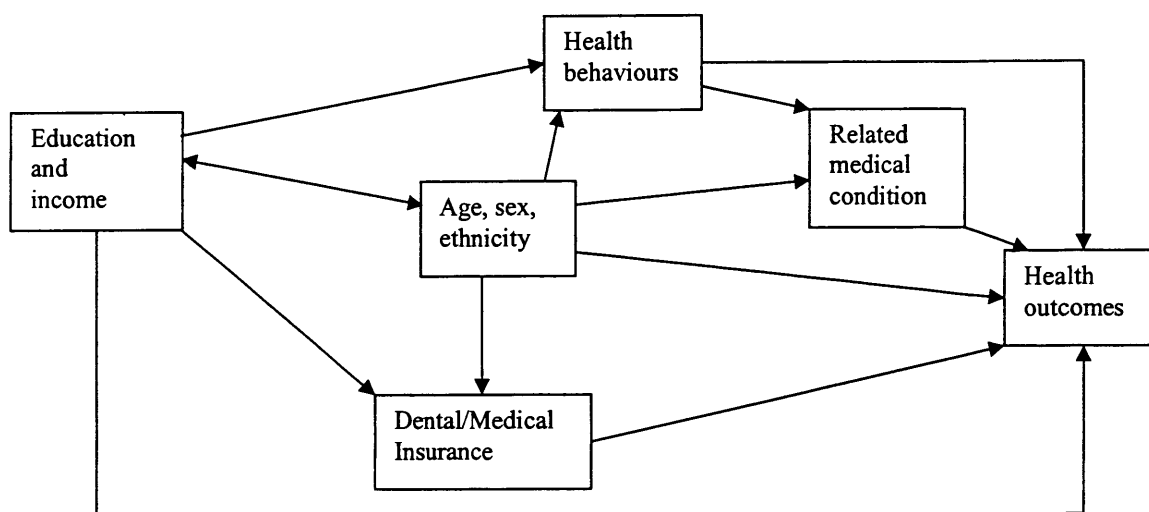 Health
behaviours
Education
and
income
Related
medical
condition
Age, sex,
ethnicity
Health
outcomes
Dental/Medical
Insurance